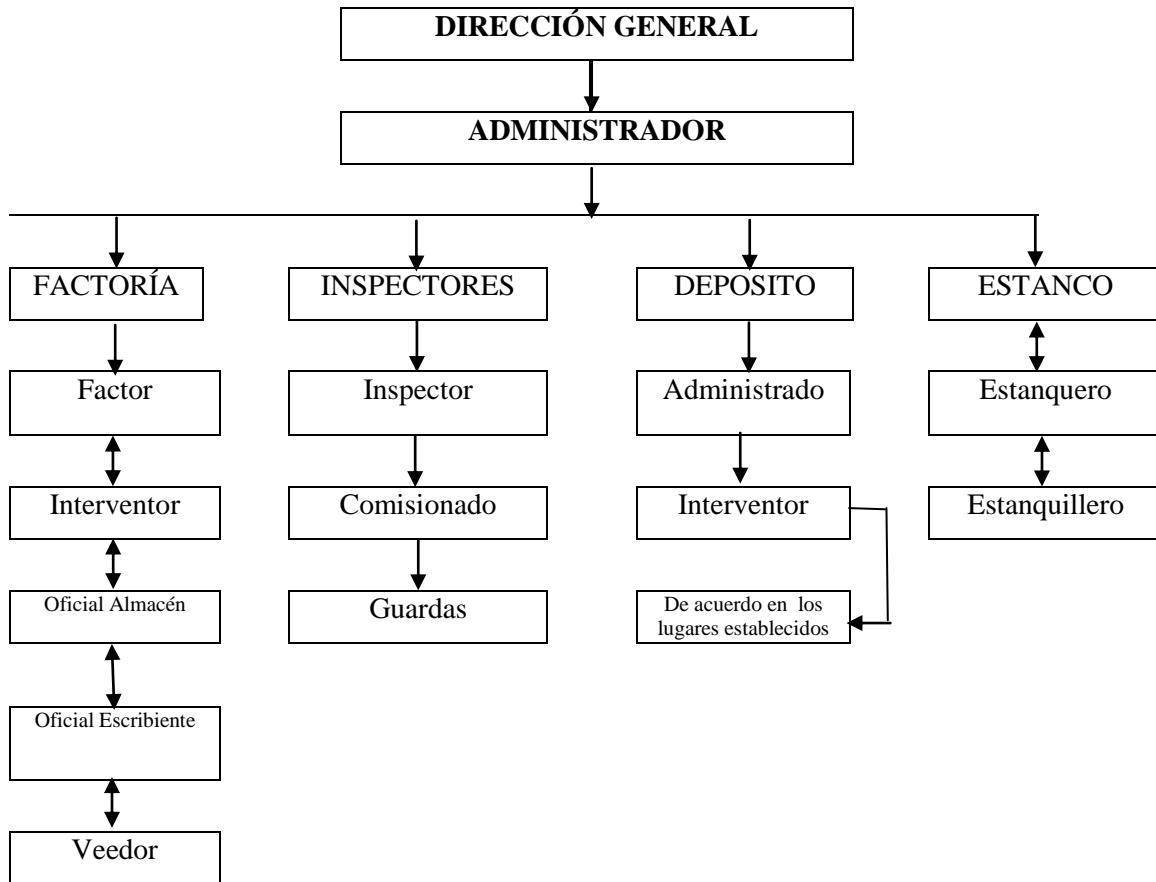 DIRECCIÓN GENERAL
ADMINISTRADOR
FACTORÍA
INSPECTORES
DEPOSITO
ESTANCO
Factor
Inspector
Administrado
Estanquero
Interventor
Comisionado
Interventor
Estanquillero
Oficial Almacén
Guardas
De acuerdo en los
lugares establecidos
Oficial Escribiente
Veedor